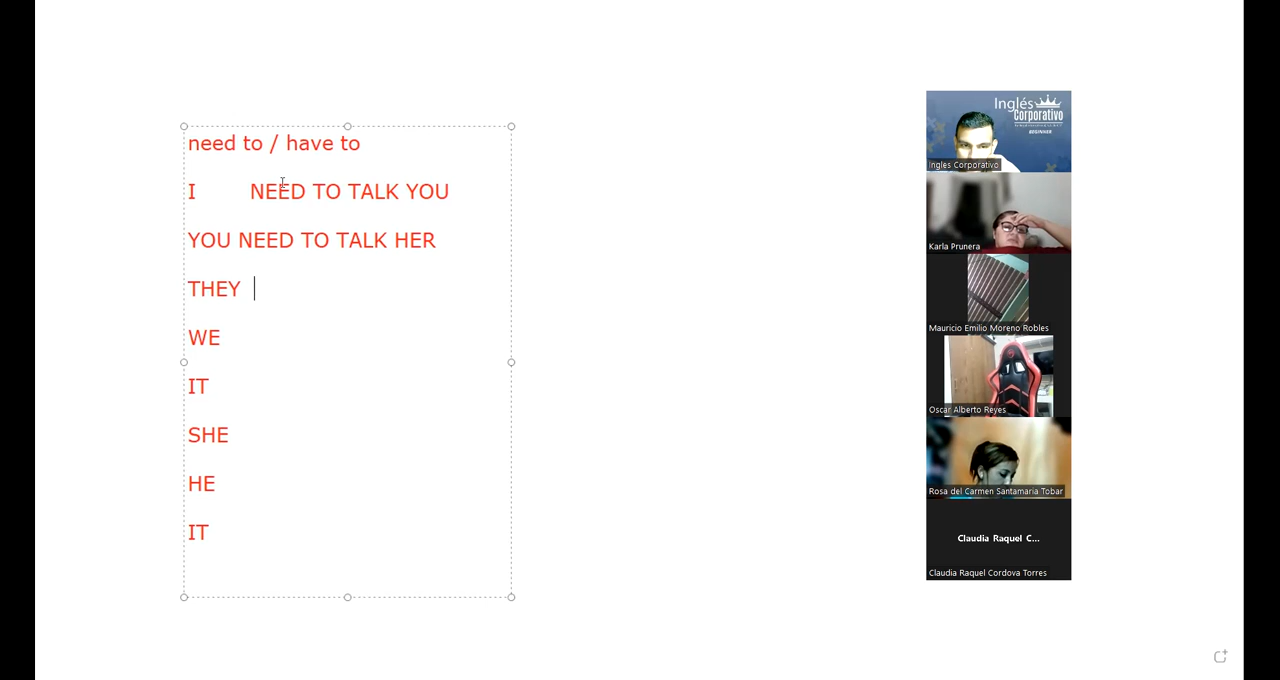 need to / have to
I NEED TO TALK YOU
YOU NEED TO TALK HER
THEY
WE
IT
SHE
HE
IT
Inglés
Corporativo
BEGINNER
Ingles Corporativo
Karla Prunera
Mauricio Emilio Moreno Robles
Oscar Alberto Reyes
Rosa del Carmen Santamaria Tobar
Claudia Raquel C...
Claudia Raquel Cordova Torres